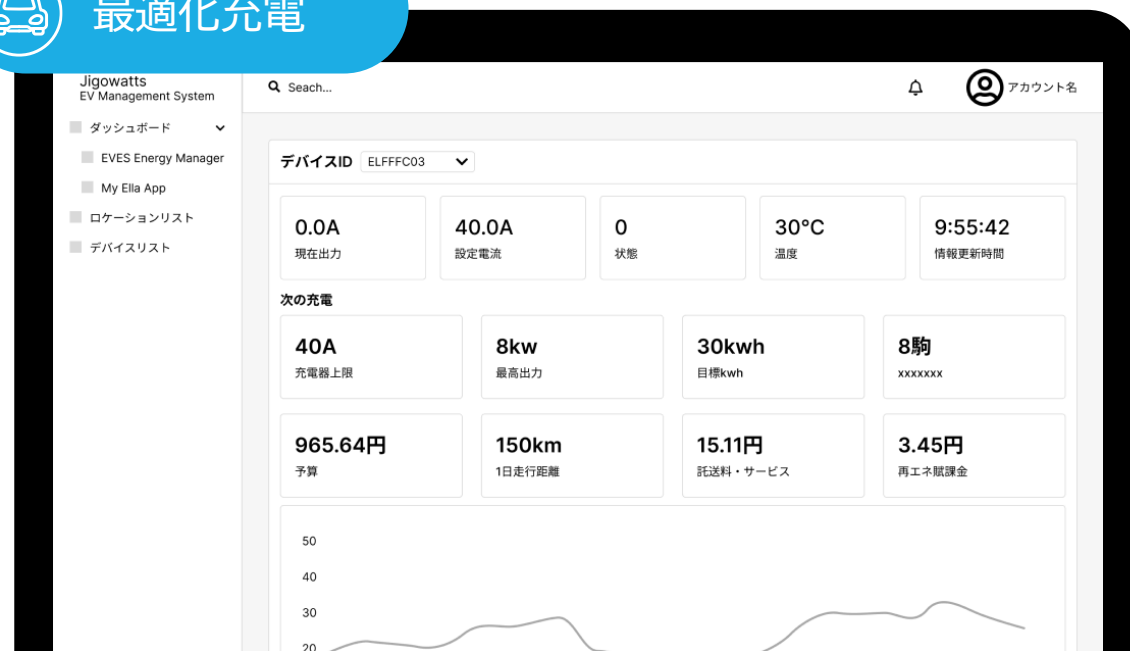 最適化充電
Jigowatts
EV Management System
Seach...
アカウント名
ダッシュボード
EVES Energy Manager
My Ella App
ロケーションリスト
デバイスリスト
デバイスID ELFFFC03
0.0A
現在出力
40.0A
設定電流
0
状態
30°C
温度
9:55:42
情報更新時間
次の充電
40A
充電器上限
8kw
最高出力
30kwh
目標kwh
8駒
xxxxxxx
965.64円
予算
150km
1日走行距離
15.11円
託送料・サービス
3.45円
再エネ賦課金
50
40
30
20